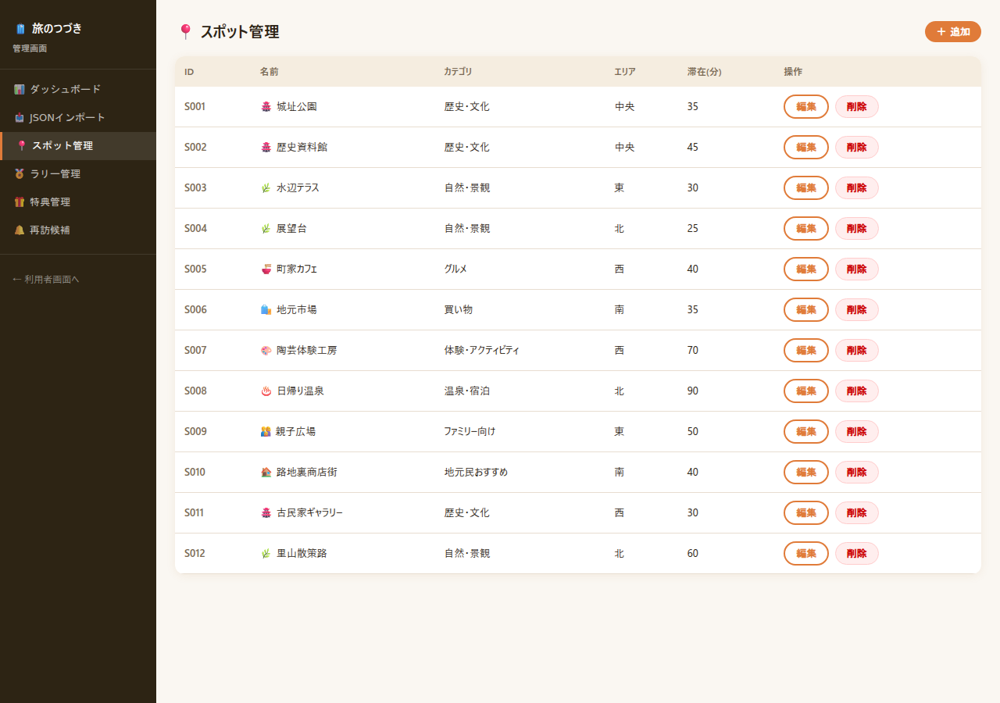 旅のつづき
管理画面
ダッシュボード
JSONインポート
スポット管理
ラリー管理
特典管理
再訪候補
← 利用者画面へ
スポット管理
＋ 追加
ID 名前 カテゴリ エリア 滞在(分) 操作
S001 城址公園 歴史・文化 中央 35 編集 削除
S002 歴史資料館 歴史・文化 中央 45 編集 削除
S003 水辺テラス 自然・景観 東 30 編集 削除
S004 展望台 自然・景観 北 25 編集 削除
S005 町家カフェ グルメ 西 40 編集 削除
S006 地元市場 買い物 南 35 編集 削除
S007 陶芸体験工房 体験・アクティビティ 西 70 編集 削除
S008 日帰り温泉 温泉・宿泊 北 90 編集 削除
S009 親子広場 ファミリー向け 東 50 編集 削除
S010 路地裏商店街 地元民おすすめ 南 40 編集 削除
S011 古民家ギャラリー 歴史・文化 西 30 編集 削除
S012 里山散策路 自然・景観 北 60 編集 削除